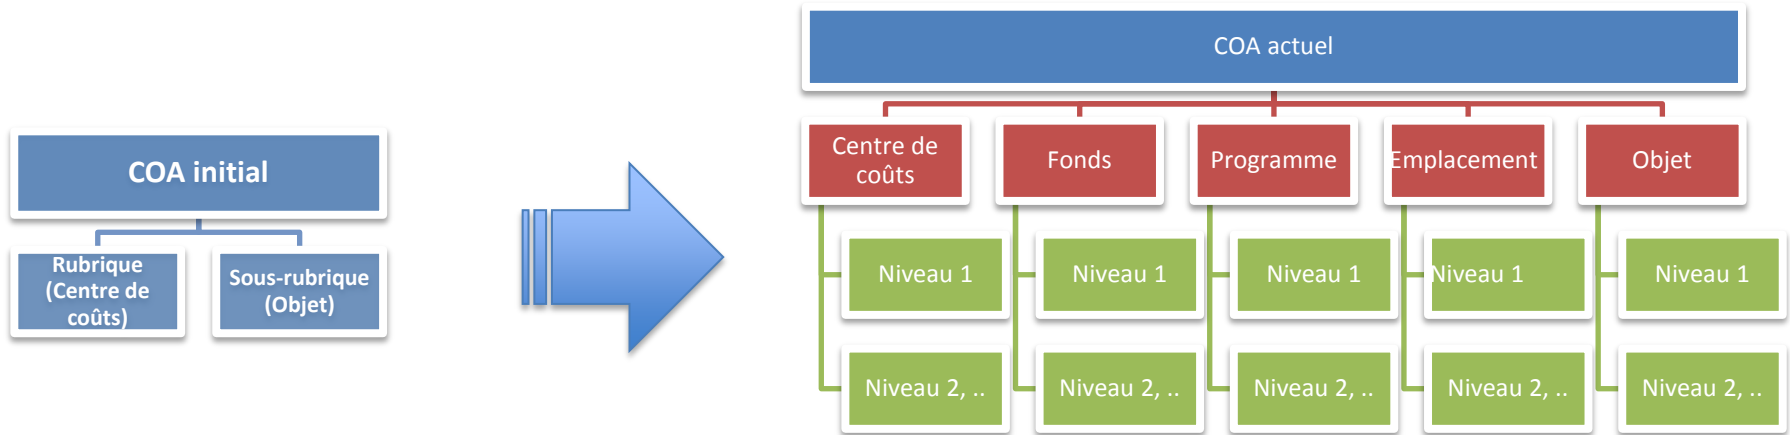 COA initial
Rubrique
(Centre de
coûts)
Sous-rubrique
(Objet)
COA actuel
Centre de
coûts
Fonds
Programme
Emplacement
Objet
Niveau 1
Niveau 1
Niveau 1
Niveau 1
Niveau 1
Niveau 2, ..
Niveau 2, ..
Niveau 2, ..
Niveau 2, ..
Niveau 2, ..